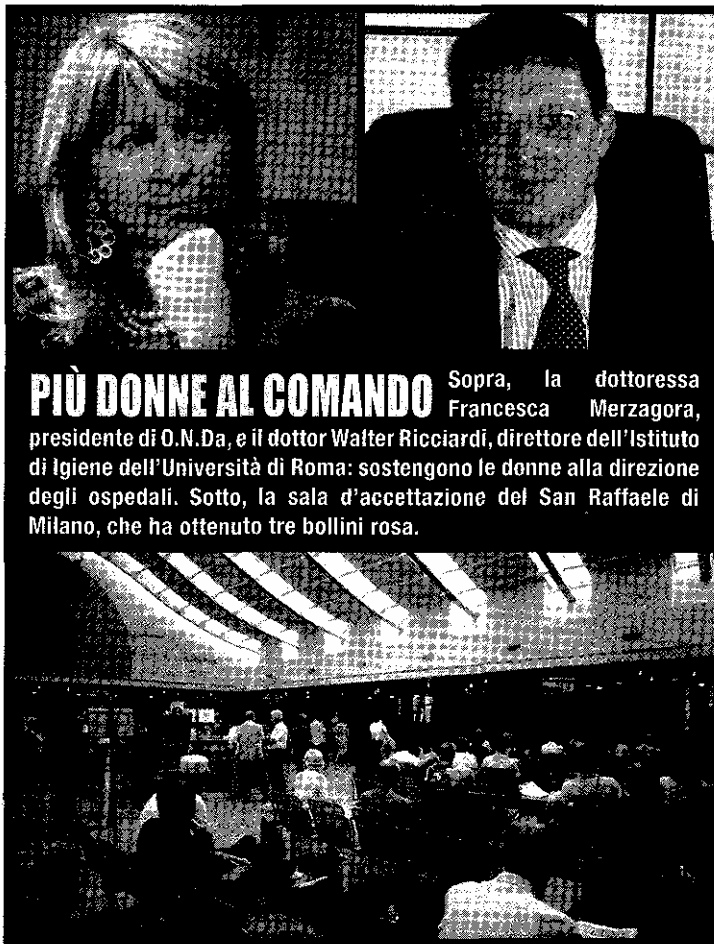 PIÙ DONNE AL COMANDO Sopra, la dottoressa
Francesca Merzagora,
presidente di O.N.Da, e il dottor Walter Ricciardi, direttore dell'Istituto
di Igiene dell'Università di Roma: sostengono le donne alla direzione
degli ospedali. Sotto, la sala d'accettazione del San Raffaele di
Milano, che ha ottenuto tre bollini rosa.